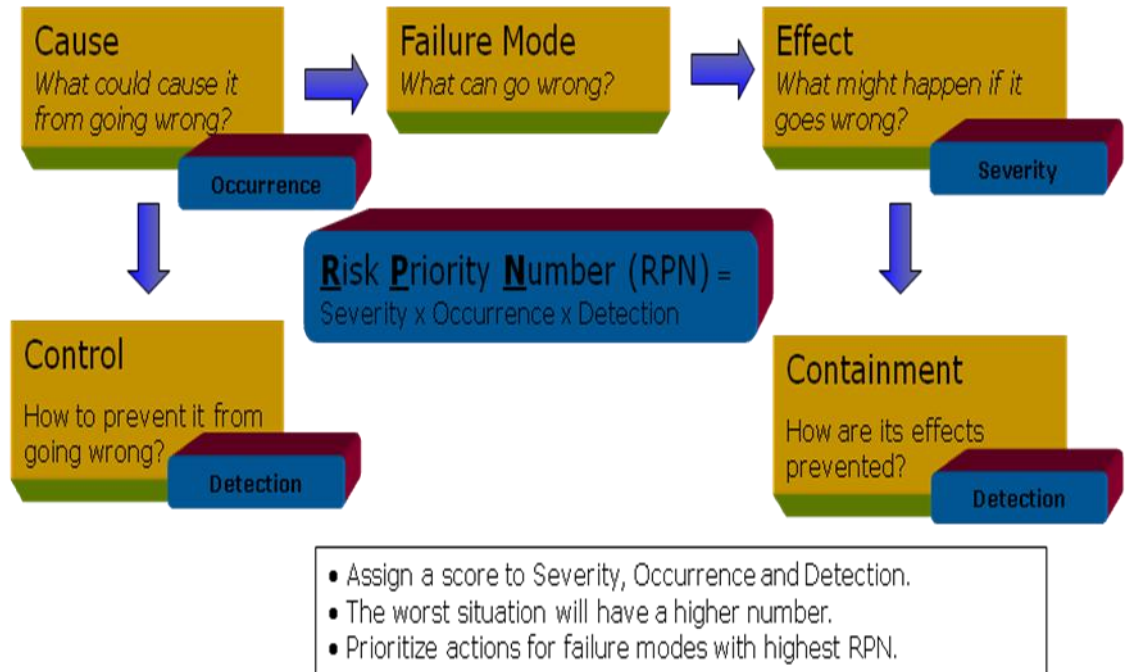 Cause
What could cause it
from going wrong?
Occurrence
Failure Mode
What can go wrong?
Effect
What might happen if it
goes wrong?
Severity
Risk Priority Number (RPN) =
Severity x Occurrence x Detection
Control
How to prevent it from
going wrong?
Detection
Containment
How are its effects
prevented?
Detection
• Assign a score to Severity, Occurrence and Detection.
• The worst situation will have a higher number.
• Prioritize actions for failure modes with highest RPN.